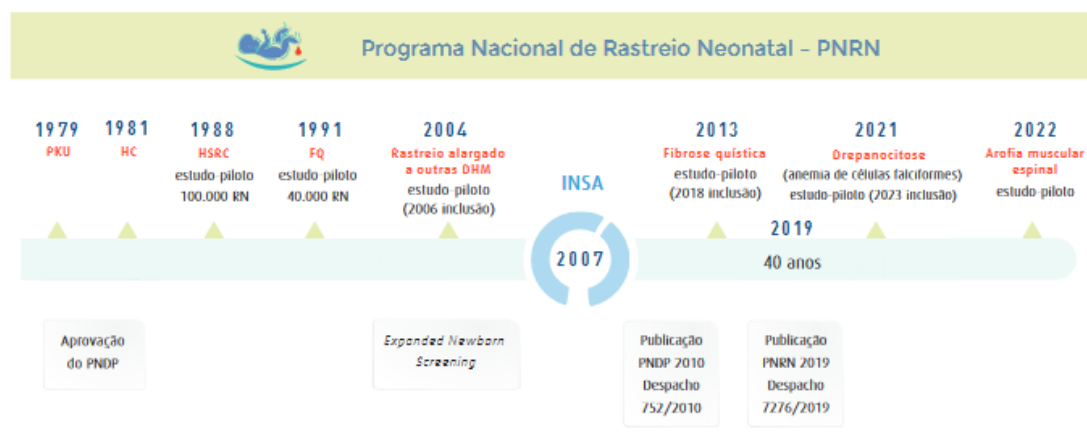 Programa Nacional de Rastreio Neonatal – PNRN
1979
PKU
1981
HC
1988
HSRC
estudo-piloto
100.000 RN
1991
FQ
estudo-piloto
40.000 RN
2004
Rastreio alargado
a outras DHM
estudo-piloto
(2006 inclusão)
INSA
2007
2013
Fibrose quística
estudo-piloto
(2018 inclusão)
2021
Drepanocitose
(anemia de células falciformes)
estudo-piloto (2023 inclusão)
2022
Arofia muscular
espinal
estudo-piloto
2019
40 anos
Aprovação
do PNDP
Expanded Newborn
Screening
Publicação
PNDP 2010
Despacho
752/2010
Publicação
PNRN 2019
Despacho
7276/2019